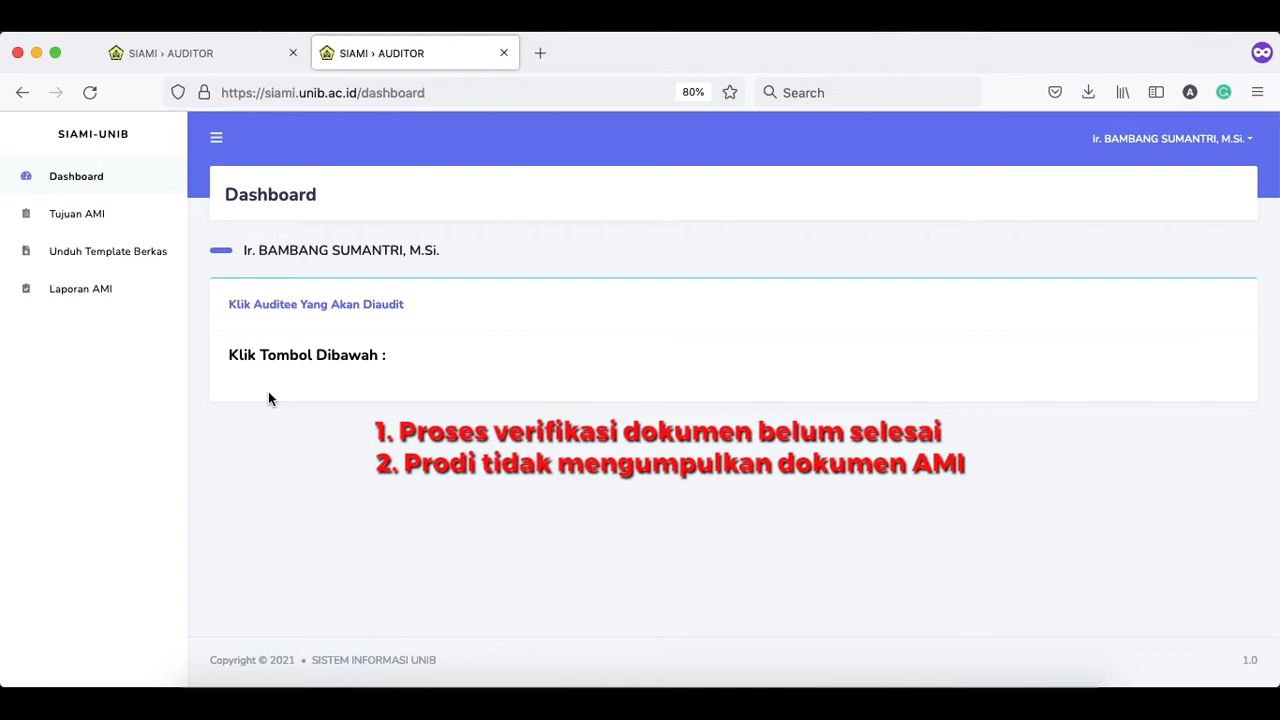 SIAMI › AUDITOR
SIAMI › AUDITOR
https://siami.unib.ac.id/dashboard
80%
Search
A
SIAMI-UNIB
Ir. BAMBANG SUMANTRI, M.Si.
Dashboard
Tujuan AMI
Unduh Template Berkas
Laporan AMI
Dashboard
Ir. BAMBANG SUMANTRI, M.Si.
Klik Auditee Yang Akan Diaudit
Klik Tombol Dibawah :
1. Proses verifikasi dokumen belum selesai
2. Prodi tidak mengumpulkan dokumen AMI
Copyright © 2021 • SISTEM INFORMASI UNIB
1.0